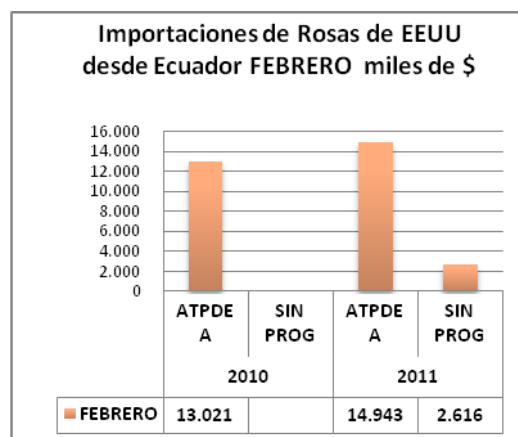 Importaciones de Rosas de EEUU
desde Ecuador FEBRERO miles de $
16.000
14.000
12.000
10.000
8.000
6.000
4.000
2.000
0
ATPDE SIN ATPDE SIN
A PROG A PROG
2010 2011
FEBRERO 13.021 14.943 2.616